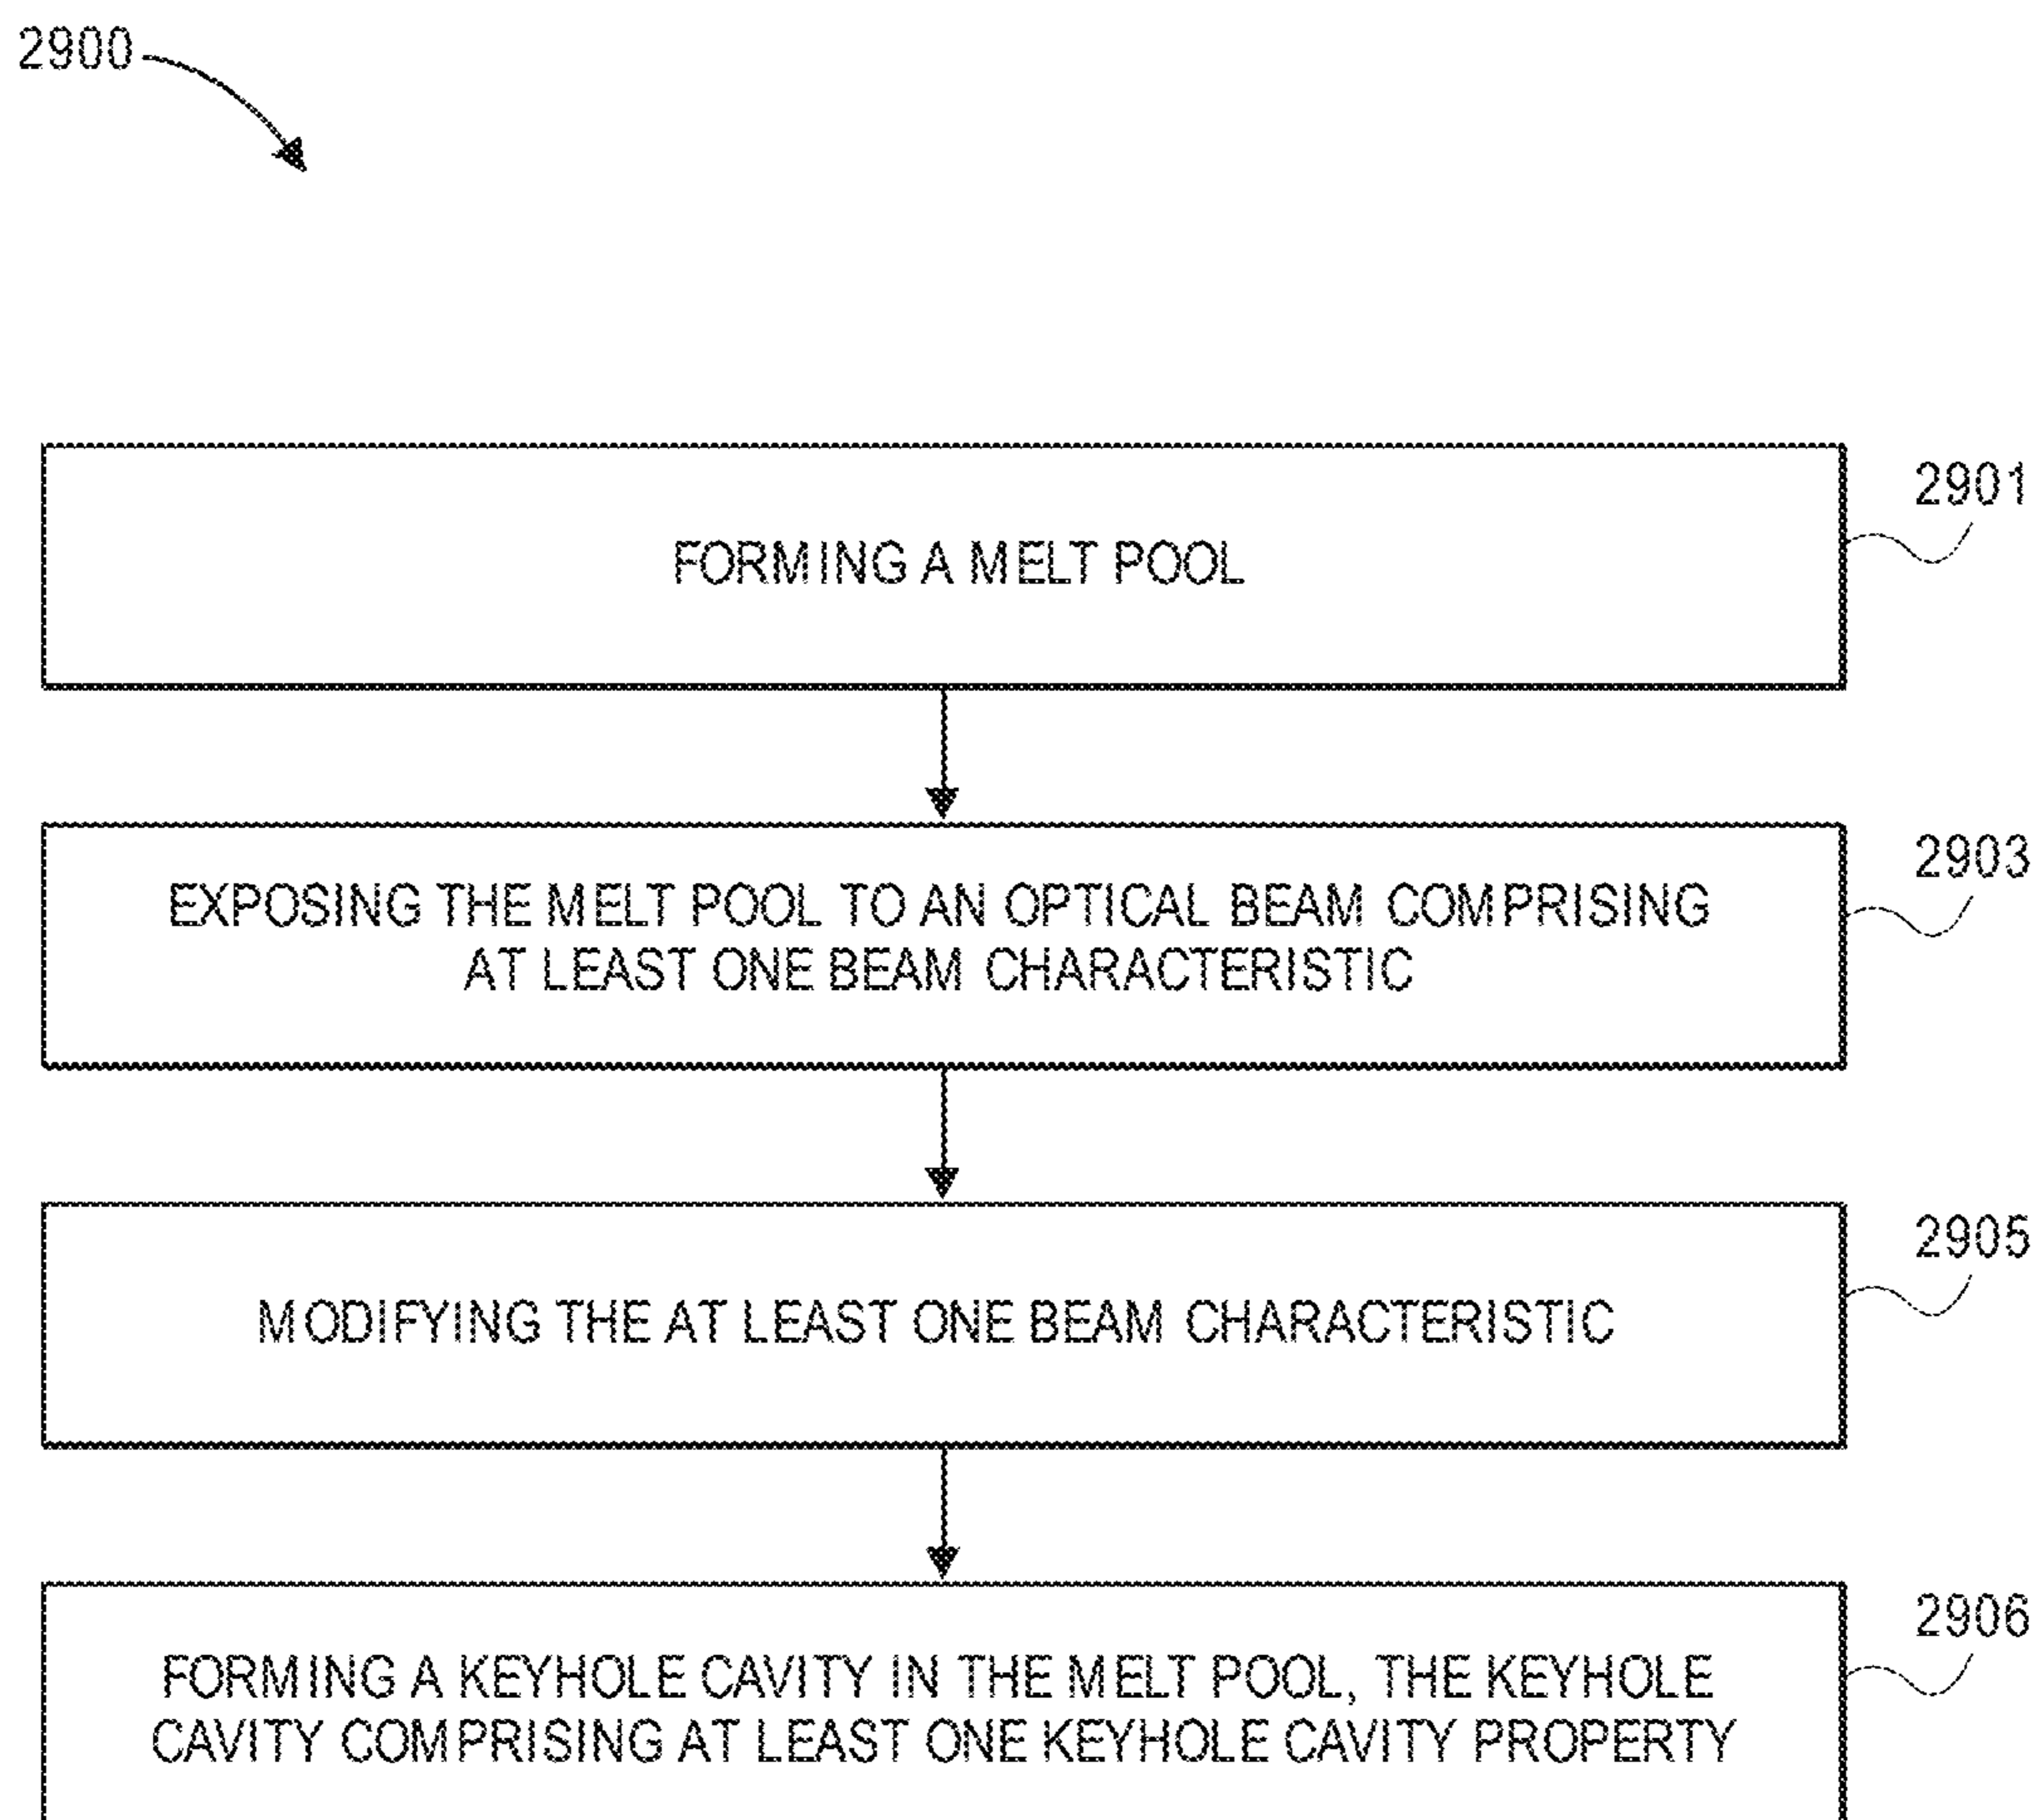 2900
2901
FORMING A MELT POOL
2903
EXPOSING THE MELT POOL TO AN OPTICAL BEAM COMPRISING
AT LEAST ONE BEAM CHARACTERISTIC
2905
MODIFYING THE AT LEAST ONE BEAM CHARACTERISTIC
2906
FORMING A KEYHOLE CAVITY IN THE MELT POOL, THE KEYHOLE
CAVITY COMPRISING AT LEAST ONE KEYHOLE CAVITY PROPERTY